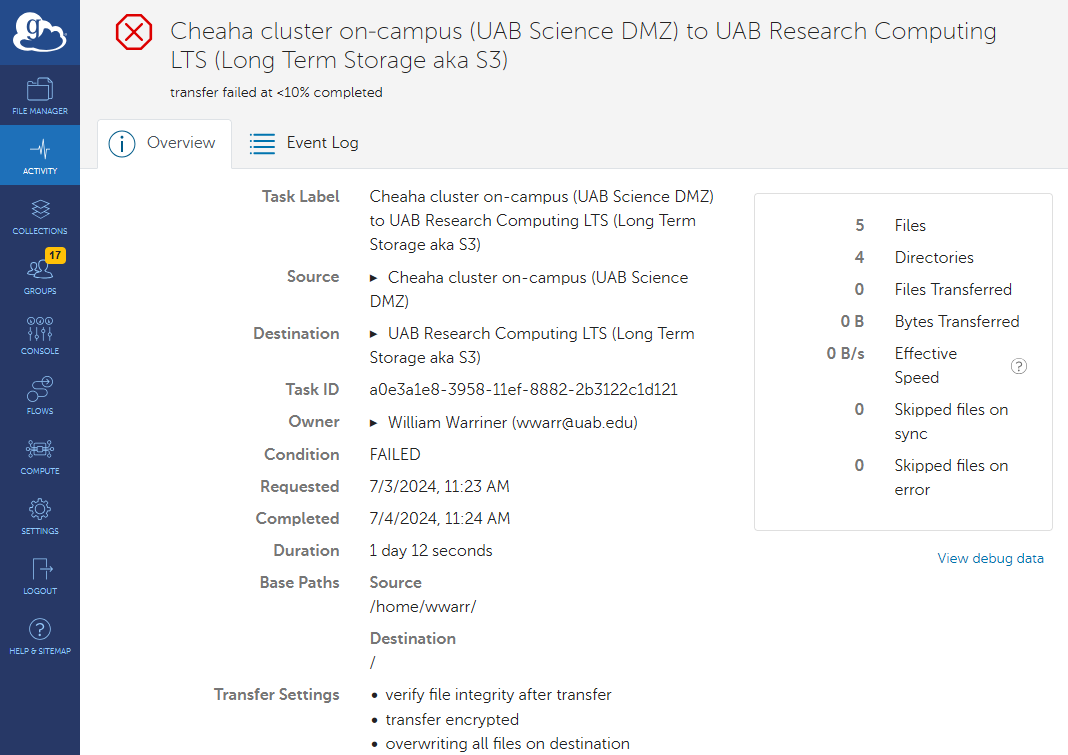 g
Cheaha cluster on-campus (UAB Science DMZ) to UAB Research Computing
LTS (Long Term Storage aka S3)
transfer failed at <10% completed
FILE MANAGER
ACTIVITY
COLLECTIONS
17
GROUPS
CONSOLE
FLOWS
COMPUTE
SETTINGS
LOGOUT
?
HELP & SITEMAP
i Overview
Event Log
Task Label Cheaha cluster on-campus (UAB Science DMZ)
to UAB Research Computing LTS (Long Term
Storage aka S3)
Source ▸ Cheaha cluster on-campus (UAB Science
DMZ)
Destination ▸ UAB Research Computing LTS (Long Term
Storage aka S3)
Task ID a0e3a1e8-3958-11ef-8882-2b3122c1d121
Owner ▸ William Warriner (wwarr@uab.edu)
Condition FAILED
Requested 7/3/2024, 11:23 AM
Completed 7/4/2024, 11:24 AM
Duration 1 day 12 seconds
Base Paths Source
/home/wwarr/
Destination
/
Transfer Settings • verify file integrity after transfer
• transfer encrypted
• overwriting all files on destination
5 Files
4 Directories
0 Files Transferred
0 B Bytes Transferred
0 B/s Effective
Speed ?
0 Skipped files on
sync
0 Skipped files on
error
View debug data